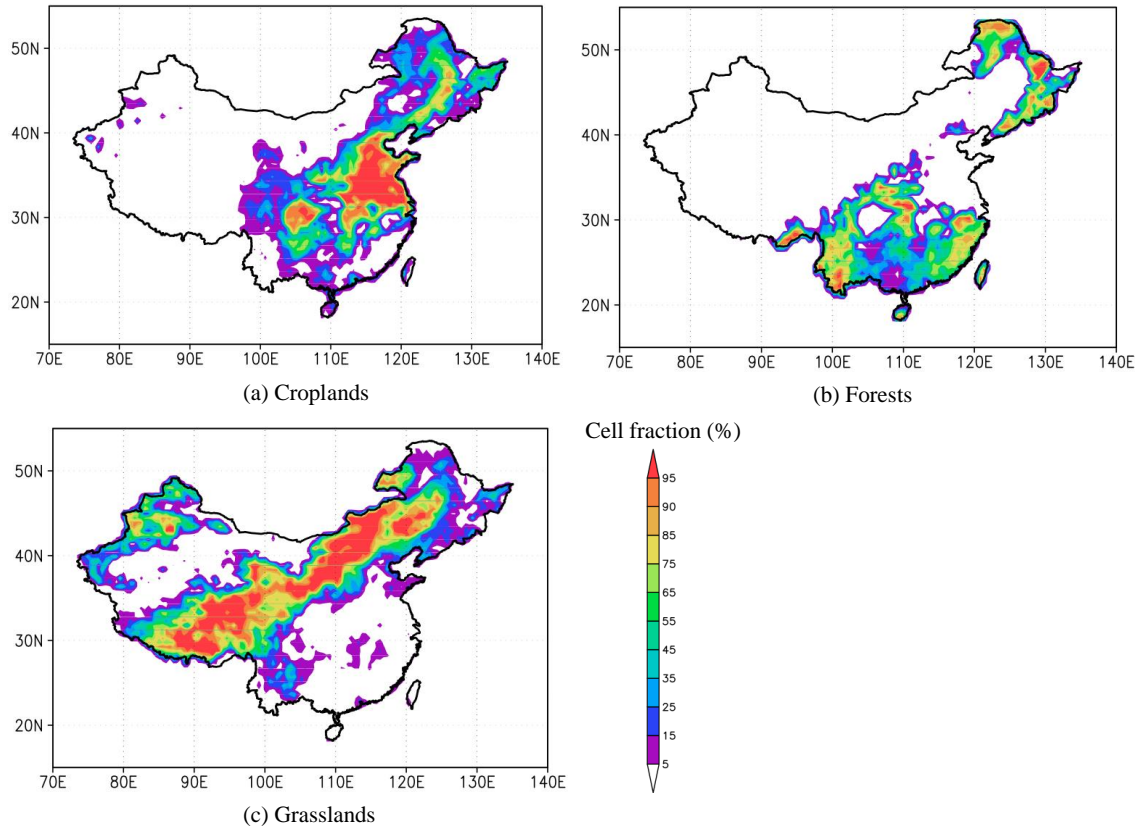 50N
40N
30N
20N
70E 80E 90E 100E 110E 120E 130E 140E
(a) Croplands
50N
40N
30N
20N
70E 80E 90E 100E 110E 120E 130E 140E
(b) Forests
50N
40N
30N
20N
70E 80E 90E 100E 110E 120E 130E 140E
(c) Grasslands
Cell fraction (%)
95
90
85
75
65
55
45
35
25
15
5